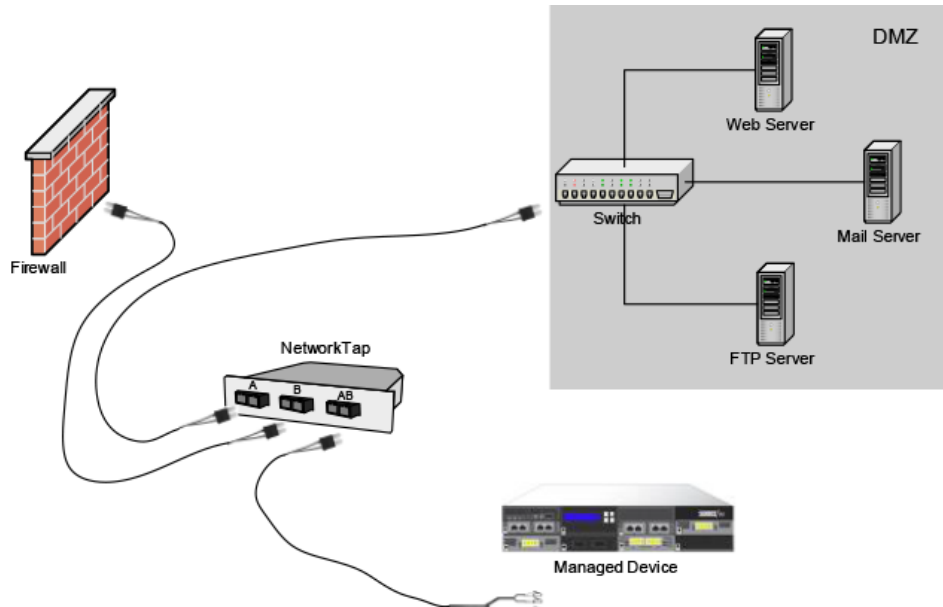 DMZ
Web Server
Switch
Mail Server
Firewall
FTP Server
NetworkTap
A
B
AB
Managed Device